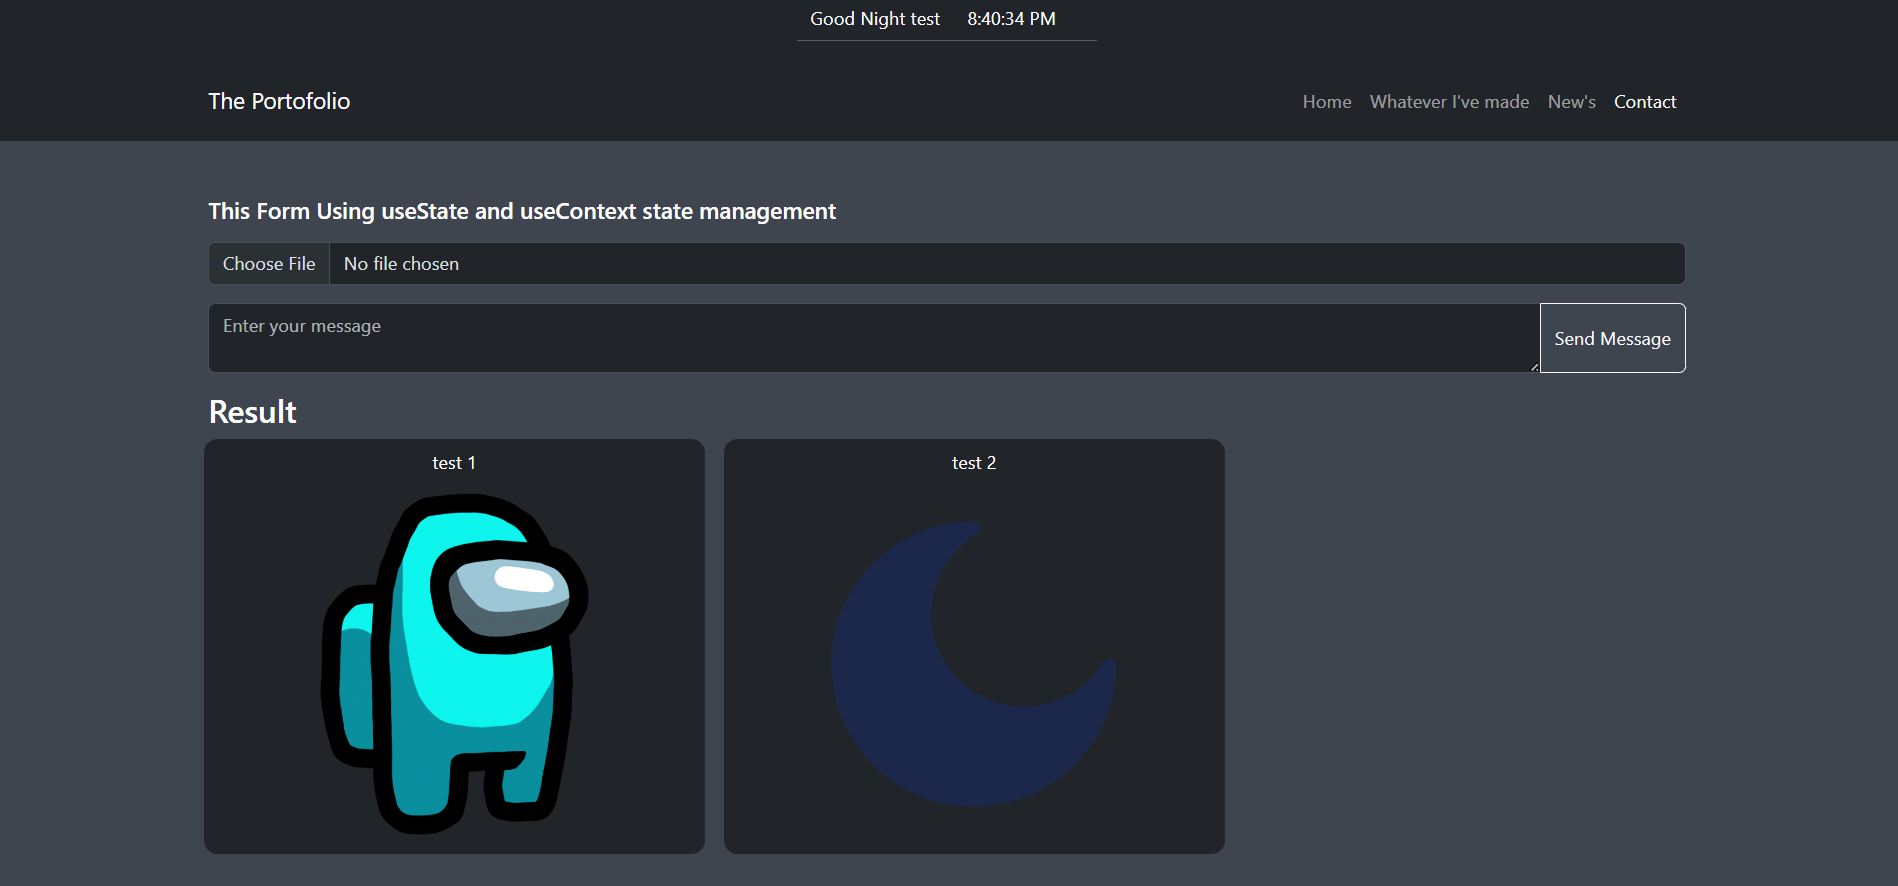 Good Night test 8:40:34 PM
The Portofolio Home Whatever I've made New's Contact
This Form Using useState and useContext state management
Choose File No file chosen
Enter your message
Send Message
Result
test 1 test 2